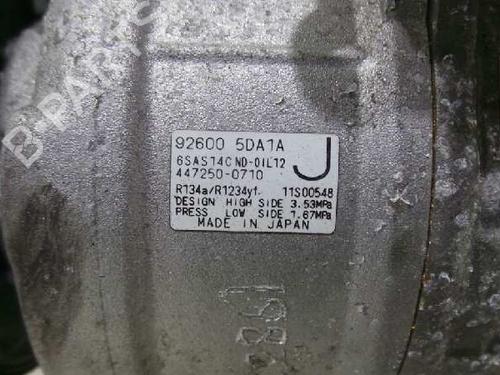 92600 5DA1A
6SAS14C ND-OIL12
447250-0710
J
R134a/R1234yf 11S00548
DESIGN HIGH SIDE 3.53MPa
PRESS LOW SIDE 1.67MPa
MADE IN JAPAN